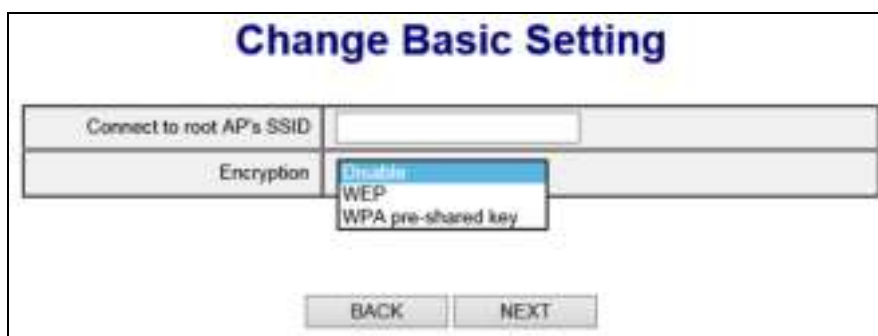 Change Basic Setting
Connect to root AP's SSID
Encryption Disable
WEP
WPA pre-shared key
BACK NEXT